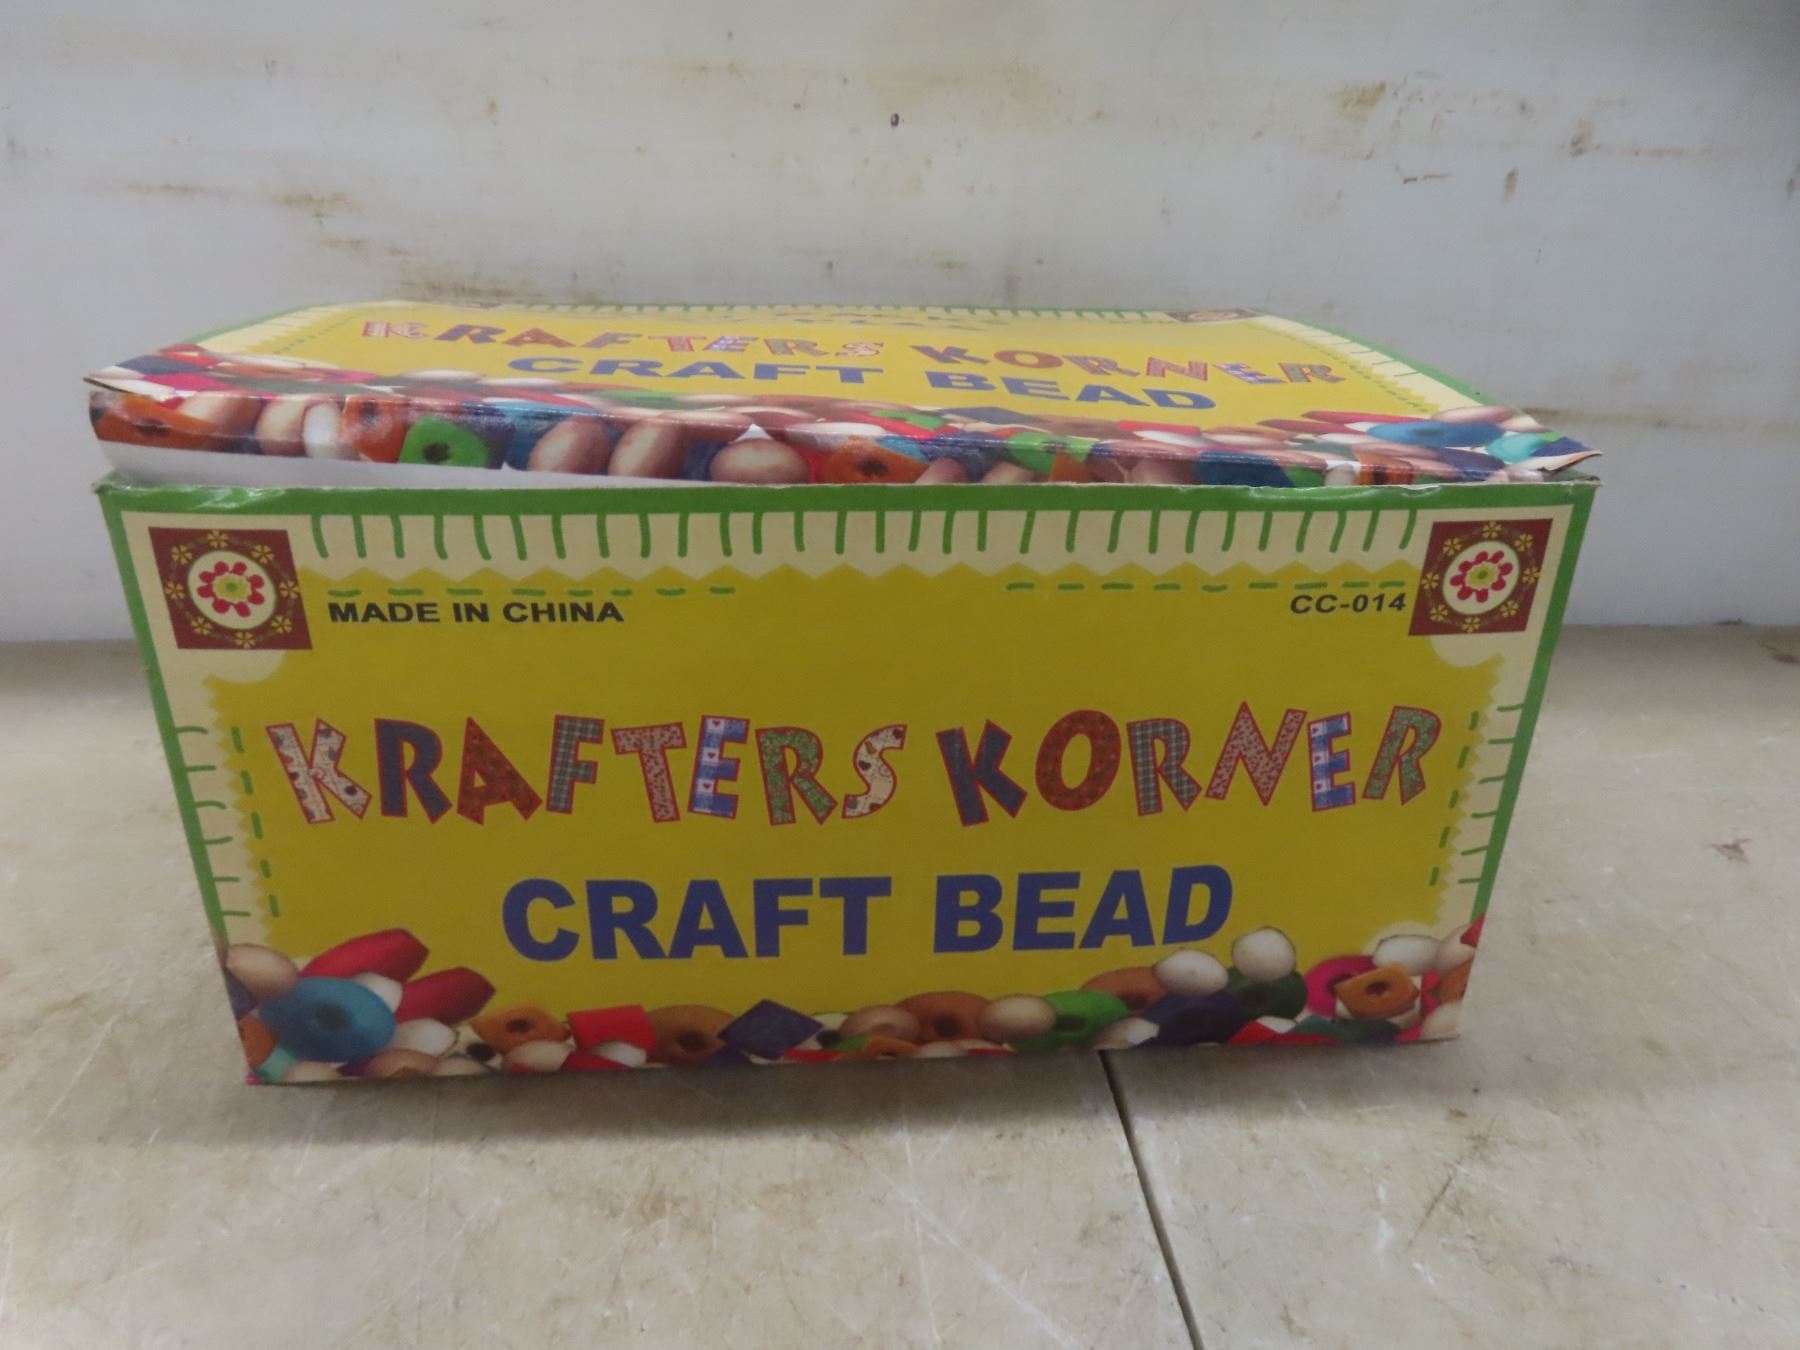 KRAFTERS KORNER
CRAFT BEAD
MADE IN CHINA
CC-014
KRAFTERS KORNER
CRAFT BEAD